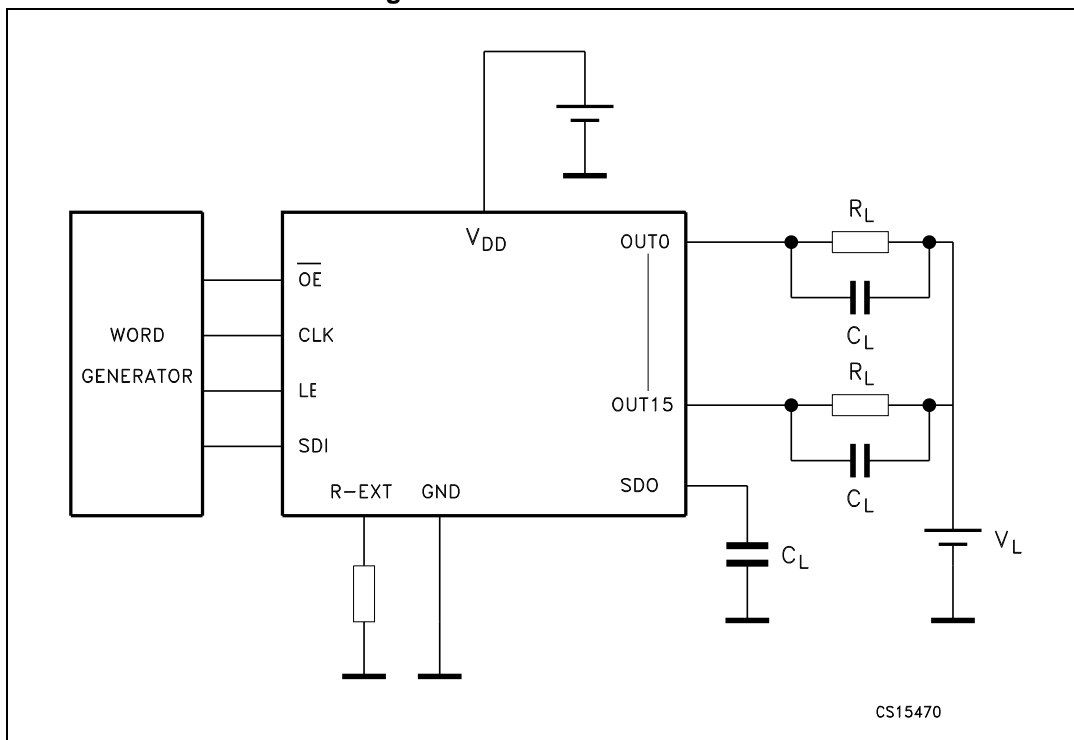 V_DD
OUT0
R_L
C_L
OE
CLK
LE
SDI
WORD
GENERATOR
OUT15
R_L
C_L
R-EXT
GND
SDO
C_L
V_L
CS15470